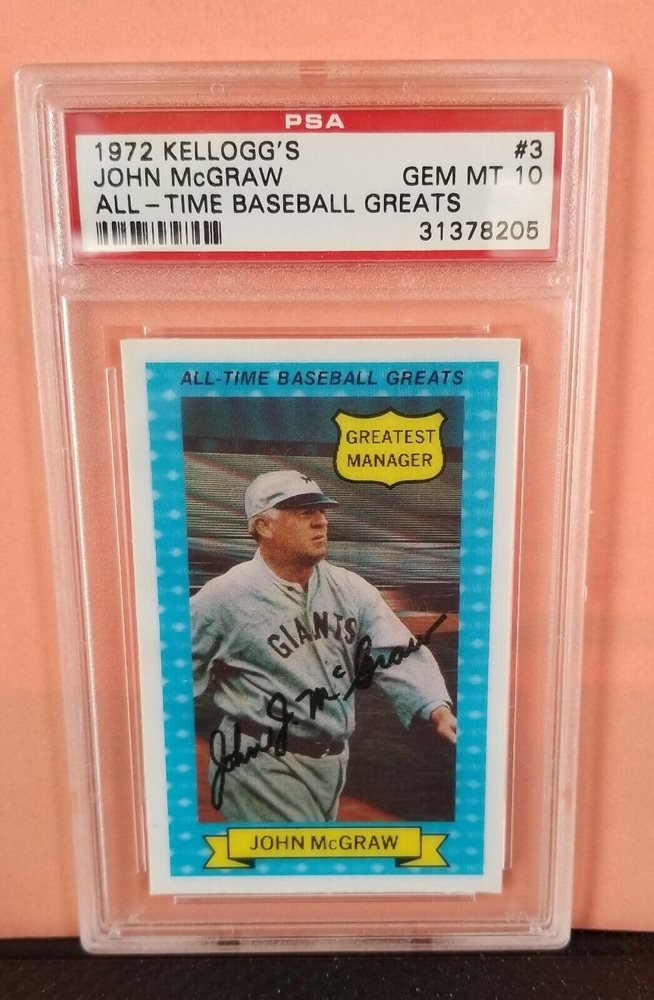 PSA
1972 KELLOGG'S #3
JOHN McGRAW GEM MT 10
ALL-TIME BASEBALL GREATS
31378205
ALL-TIME BASEBALL GREATS
GREATEST
MANAGER
GIANTS
John J. McGraw
JOHN McGRAW